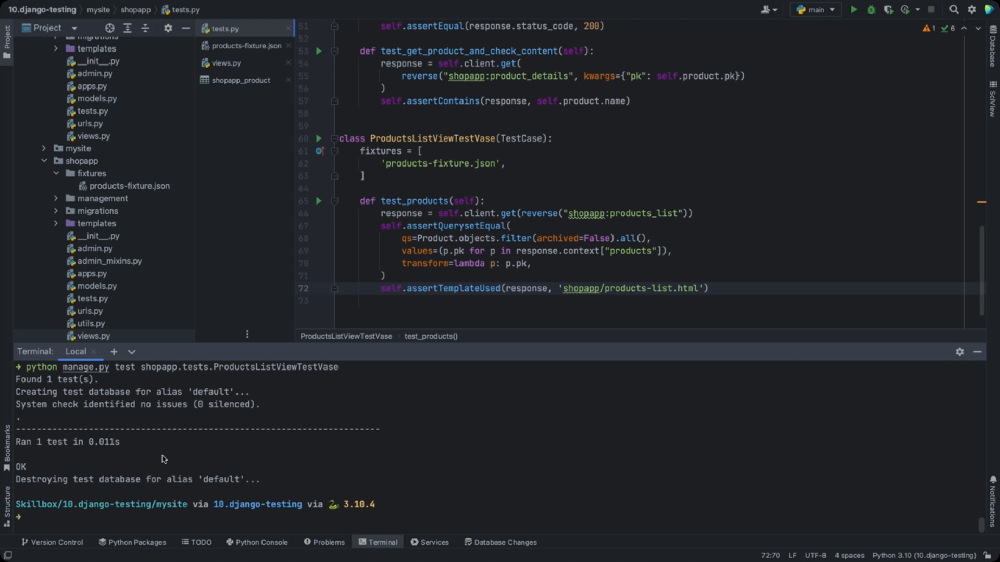 10.django-testing mysite shopapp tests.py
main
Project
tests.py
products-fixture.json
views.py
shopapp_product
1 6
Project
Bookmarks
Structure
migrations
templates
__init__.py
admin.py
apps.py
models.py
tests.py
urls.py
views.py
mysite
shopapp
fixtures
products-fixture.json
management
migrations
templates
__init__.py
admin.py
admin_mixins.py
apps.py
models.py
tests.py
urls.py
utils.py
views.py
51 self.assertEqual(response.status_code, 200)
52
53 def test_get_product_and_check_content(self):
54 response = self.client.get(
55 reverse("shopapp:product_details", kwargs={"pk": self.product.pk})
56 )
57 self.assertContains(response, self.product.name)
58
59
60 class ProductsListViewTestVase(TestCase):
61 fixtures = [
62 'products-fixture.json',
63 ]
64
65 def test_products(self):
66 response = self.client.get(reverse("shopapp:products_list"))
67 self.assertQuerysetEqual(
68 qs=Product.objects.filter(archived=False).all(),
69 values=(p.pk for p in response.context["products"]),
70 transform=lambda p: p.pk,
71 )
72 self.assertTemplateUsed(response, 'shopapp/products-list.html')
73
ProductsListViewTestVase test_products()
Database
SciView
Notifications
Terminal: Local
python manage.py test shopapp.tests.ProductsListViewTestVase
Found 1 test(s).
Creating test database for alias 'default'...
System check identified no issues (0 silenced).
.
----------------------------------------------------------------------
Ran 1 test in 0.011s
OK
Destroying test database for alias 'default'...
Skillbox/10.django-testing/mysite via 10.django-testing via 3.10.4
Version Control Python Packages TODO Python Console Problems Terminal Services Database Changes
72:70 LF UTF-8 4 spaces Python 3.10 (10.django-testing)